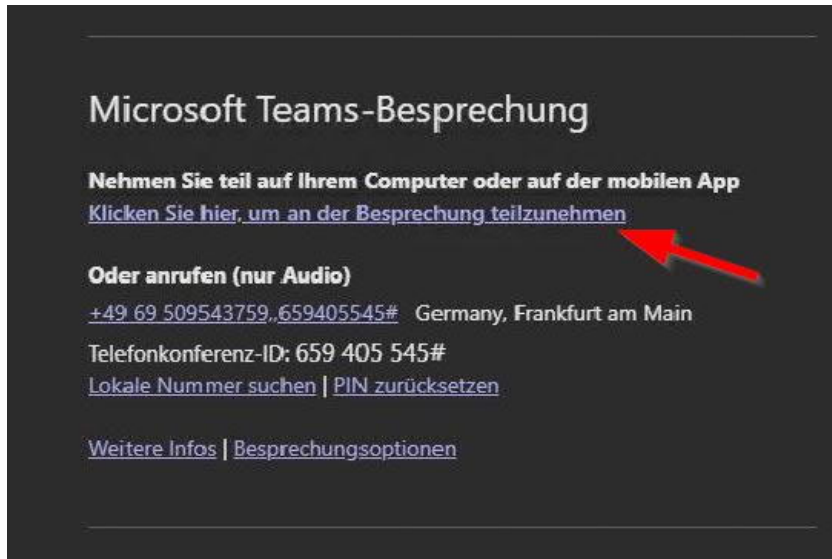 Microsoft Teams-Besprechung
Nehmen Sie teil auf Ihrem Computer oder auf der mobilen App
Klicken Sie hier, um an der Besprechung teilzunehmen
Oder anrufen (nur Audio)
+49 69 509543759,,659405545# Germany, Frankfurt am Main
Telefonkonferenz-ID: 659 405 545#
Lokale Nummer suchen | PIN zurücksetzen
Weitere Infos | Besprechungsoptionen